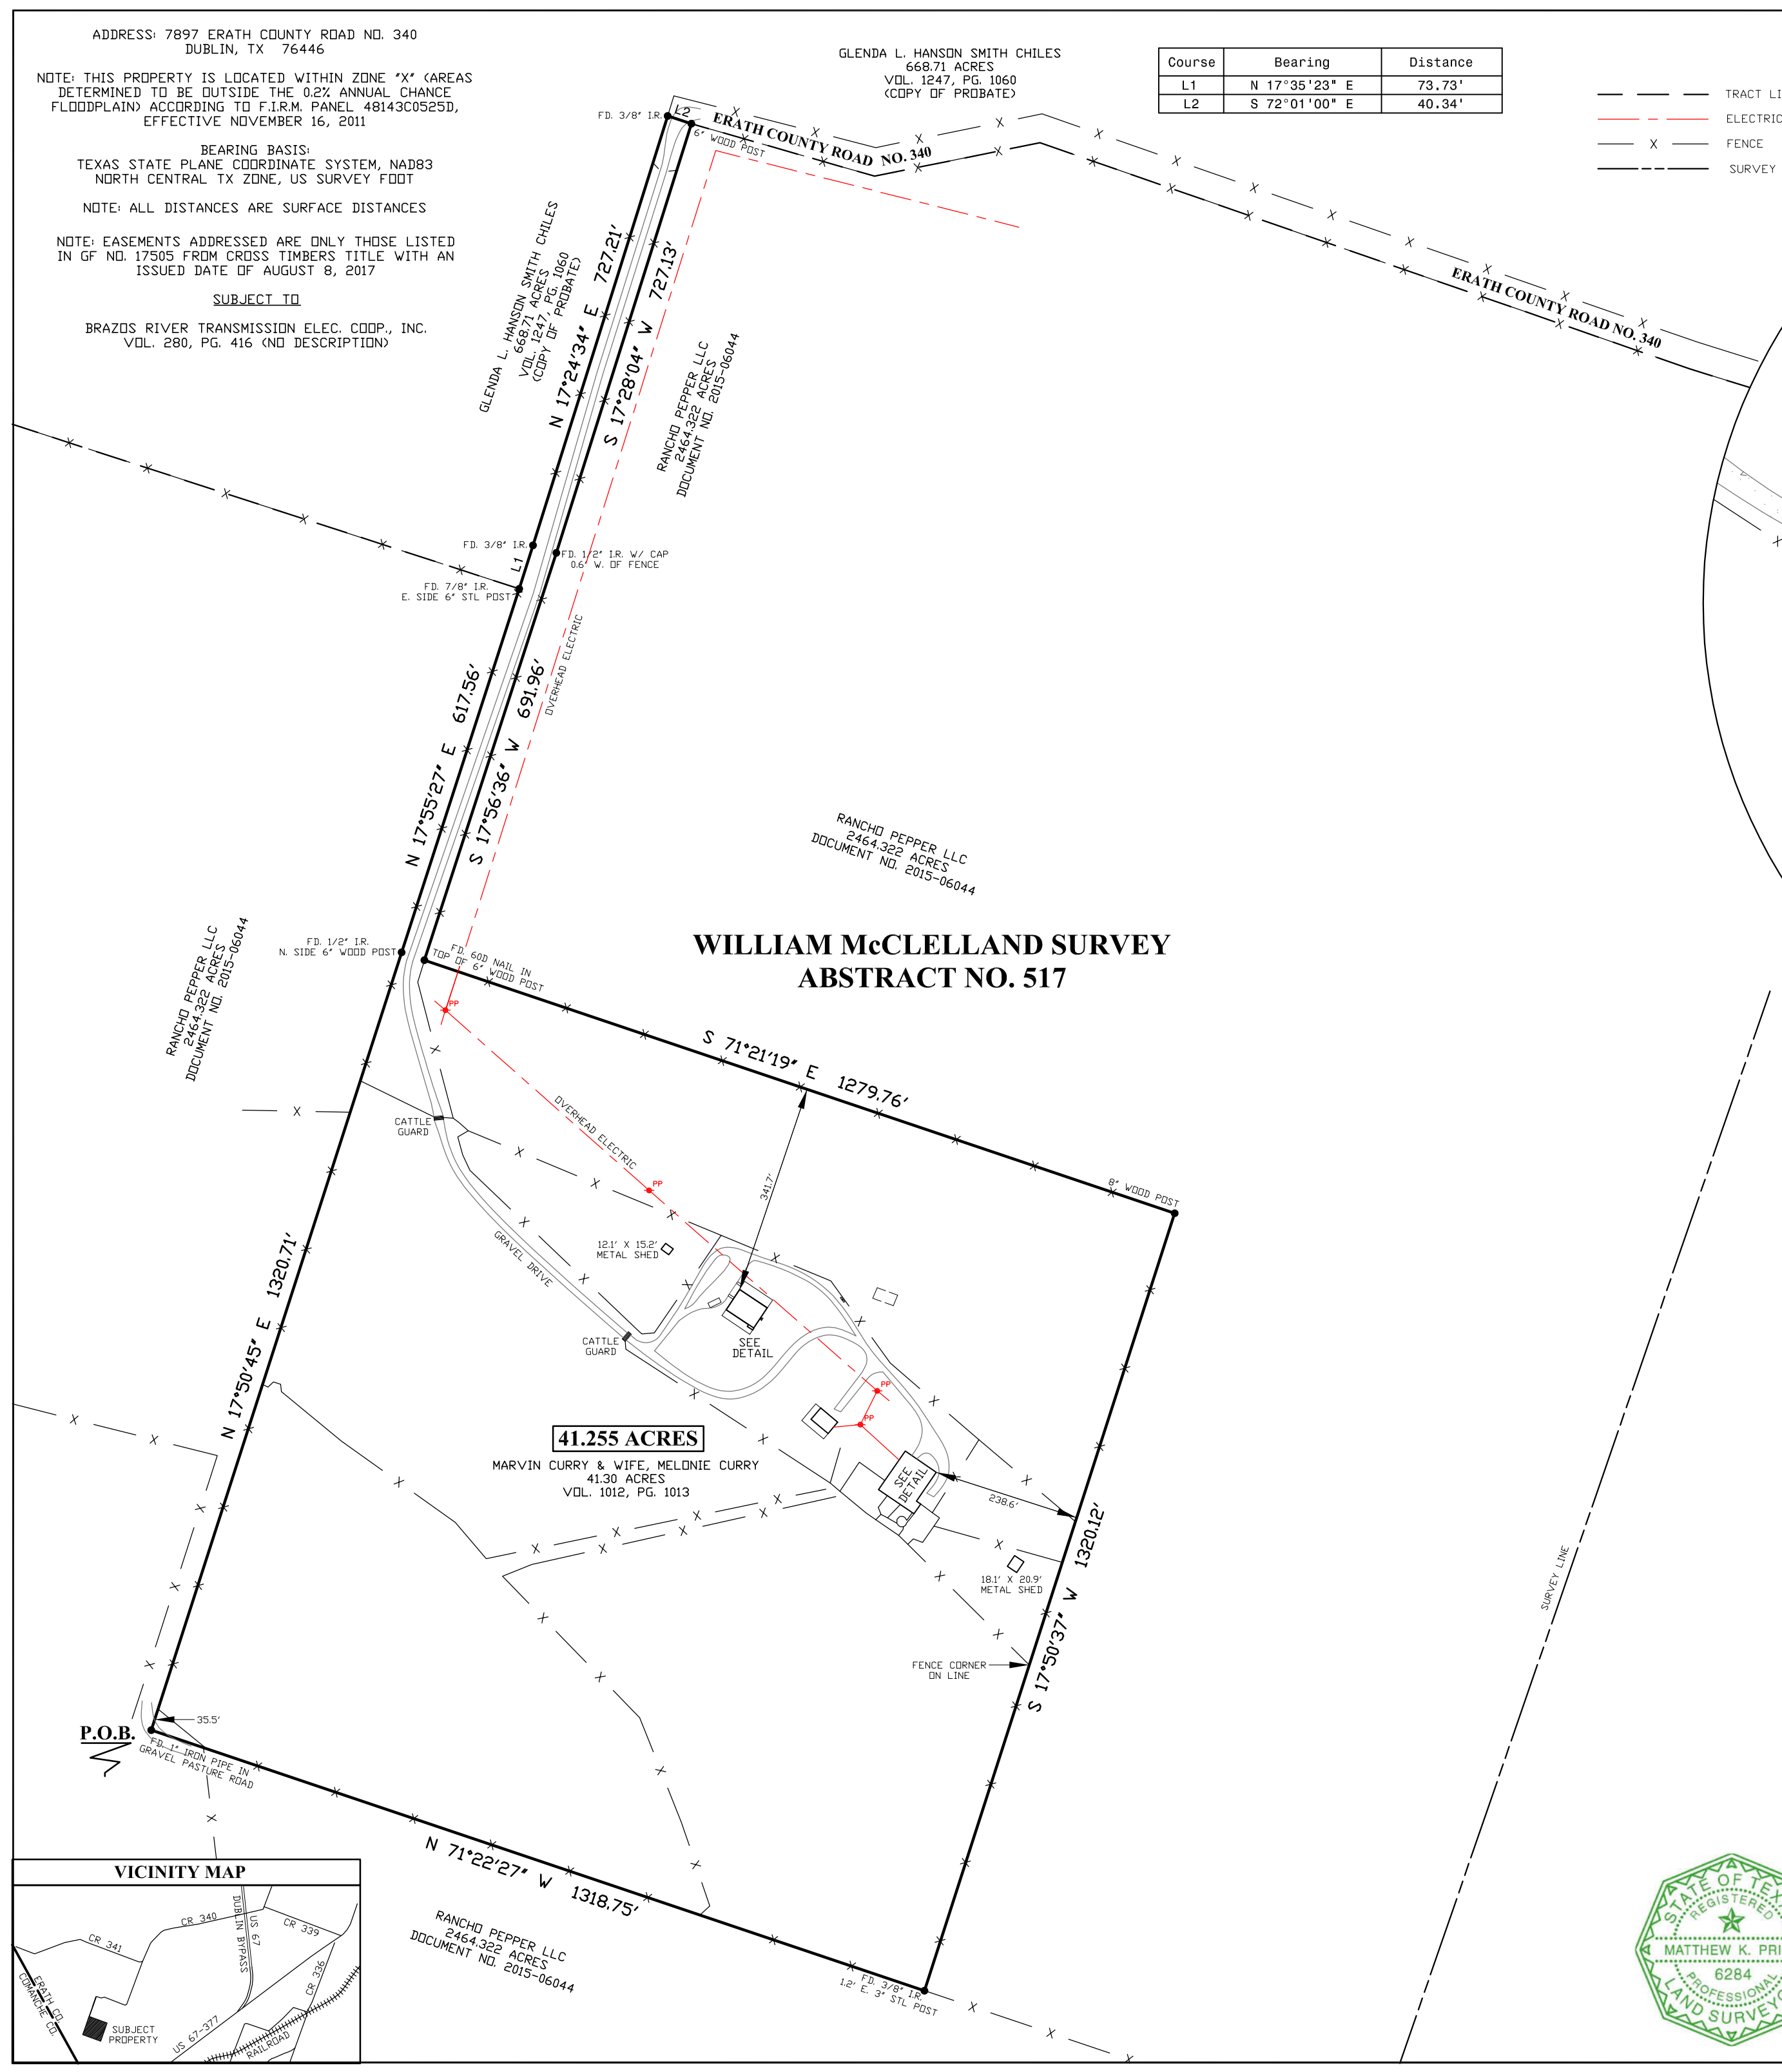 ADDRESS: 7897 ERATH COUNTY ROAD NO. 340
DUBLIN, TX 76446
NOTE: THIS PROPERTY IS LOCATED WITHIN ZONE "X" (AREAS
DETERMINED TO BE OUTSIDE THE 0.2% ANNUAL CHANCE
FLOODPLAIN) ACCORDING TO F.I.R.M. PANEL 48143C0525D,
EFFECTIVE NOVEMBER 16, 2011
BEARING BASIS:
TEXAS STATE PLANE COORDINATE SYSTEM, NAD83
NORTH CENTRAL TX ZONE, US SURVEY FOOT
NOTE: ALL DISTANCES ARE SURFACE DISTANCES
NOTE: EASEMENTS ADDRESSED ARE ONLY THOSE LISTED
IN GF NO. 17505 FROM CROSS TIMBERS TITLE WITH AN
ISSUED DATE OF AUGUST 8, 2017
SUBJECT TO
BRAZOS RIVER TRANSMISSION ELEC. COOP., INC.
VOL. 280, PG. 416 (NO DESCRIPTION)
GLENDA L. HANSON SMITH CHILES
668.71 ACRES
VOL. 1247, PG. 1060
(COPY OF PROBATE)
Course Bearing Distance
L1 N 17°35'23" E 73.73'
L2 S 72°01'00" E 40.34'
TRACT LI
ELECTRIC
FENCE
SURVEY
FD. 3/8" I.R.
L2
6" WOOD POST
ERATH COUNTY ROAD NO. 340
ERATH COUNTY ROAD NO. 340
GLENDA L. HANSON SMITH CHILES
668.71 ACRES
VOL. 1247, PG. 1060
(COPY OF PROBATE)
N 17°24'34" E 727.21'
S 17°28'04" W 727.13'
RANCHO PEPPER LLC
2464.322 ACRES
DOCUMENT NO. 2015-06044
FD. 3/8" I.R.
L1
FD. 1/2" I.R. W/ CAP
0.6' W. OF FENCE
FD. 7/8" I.R.
E. SIDE 6" STL POST
OVERHEAD ELECTRIC
N 17°55'27" E 617.56'
S 17°56'36" W 691.96'
RANCHO PEPPER LLC
2464.322 ACRES
DOCUMENT NO. 2015-06044
WILLIAM McCLELLAND SURVEY
ABSTRACT NO. 517
RANCHO PEPPER LLC
2464.322 ACRES
DOCUMENT NO. 2015-06044
FD. 1/2" I.R.
N. SIDE 6" WOOD POST
FD. 60D NAIL IN
TOP OF 6" WOOD POST
PP
S 71°21'19" E 1279.76'
CATTLE
GUARD
OVERHEAD ELECTRIC
PP
341.7'
8" WOOD POST
12.1' X 15.2'
METAL SHED
GRAVEL DRIVE
N 17°50'45" E 1320.71'
CATTLE
GUARD
SEE
DETAIL
PP
PP
41.255 ACRES
MARVIN CURRY & WIFE, MELONIE CURRY
41.30 ACRES
VOL. 1012, PG. 1013
SEE
DETAIL
238.6'
18.1' X 20.9'
METAL SHED
S 17°50'37" W 1320.12'
SURVEY LINE
FENCE CORNER
ON LINE
35.5'
P.O.B.
FD. 1" IRON PIPE IN
GRAVEL PASTURE ROAD
N 71°22'27" W 1318.75'
RANCHO PEPPER LLC
2464.322 ACRES
DOCUMENT NO. 2015-06044
FD. 3/8" I.R.
1.2' E. 3" STL POST
VICINITY MAP
CR 340
CR 341
DUBLIN BYPASS
US 67
CR 339
CR 336
ERATH CO.
COMANCHE CO.
SUBJECT
PROPERTY
US 67-377
RAILROAD
STATE OF TEX
REGISTERED
MATTHEW K. PRI
6284
PROFESSIONAL
LAND SURVEYO